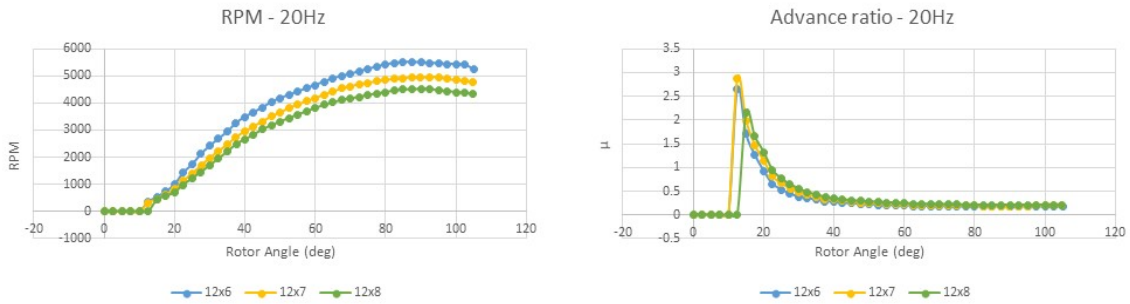 RPM - 20Hz
6000
5000
4000
3000
2000
1000
0
-1000
RPM
-20 0 20 40 60 80 100 120
Rotor Angle (deg)
12x6 12x7 12x8
Advance ratio - 20Hz
3.5
3
2.5
2
1.5
1
0.5
0
-0.5
μ
-20 0 20 40 60 80 100 120
Rotor Angle (deg)
12x6 12x7 12x8